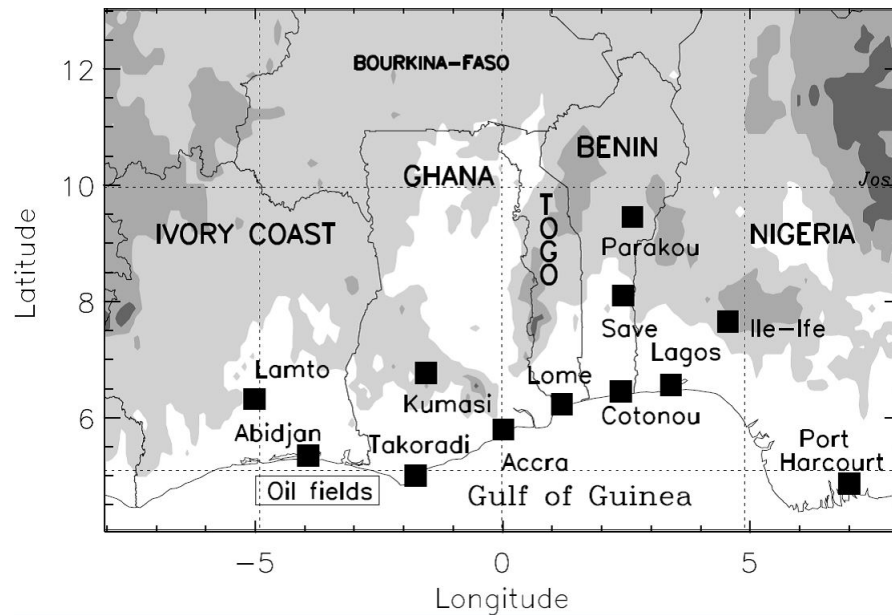 12
BOURKINA-FASO
BENIN
GHANA
10
Jos
TOGO
IVORY COAST
NIGERIA
Parakou
Latitude
8
Save
Ile-Ife
Lagos
Lamto
Lome
Kumasi
6
Cotonou
Abidjan
Takoradi
Accra
Port
Harcourt
Oil fields
Gulf of Guinea
-5
0
5
Longitude